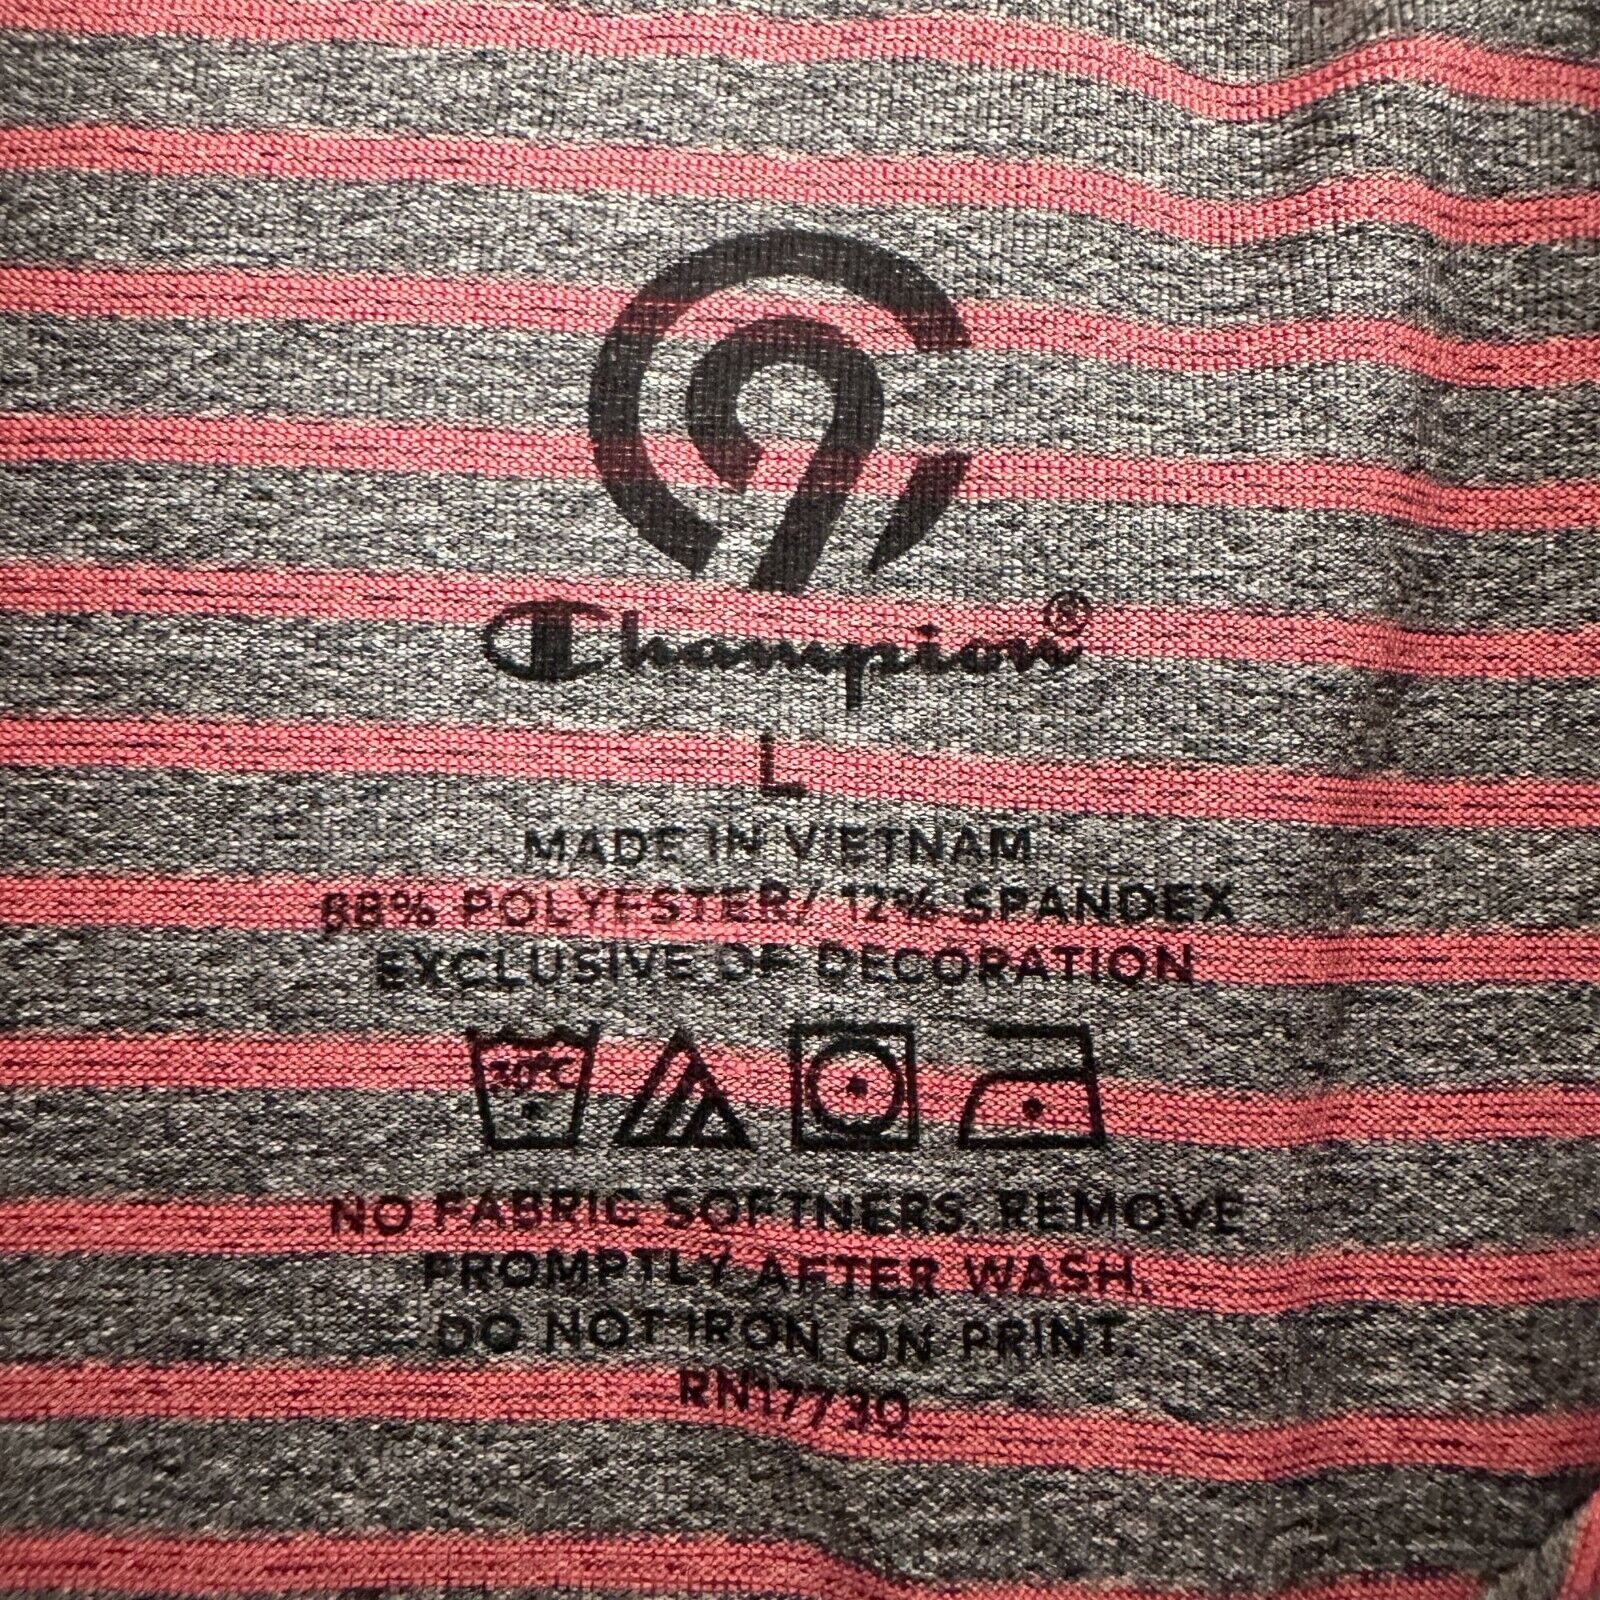 C9
Champion®
L
MADE IN VIETNAM
88% POLYESTER/ 12% SPANDEX
EXCLUSIVE OF DECORATION
30°C
NO FABRIC SOFTNERS. REMOVE
PROMPTLY AFTER WASH.
DO NOT IRON ON PRINT.
RN17730